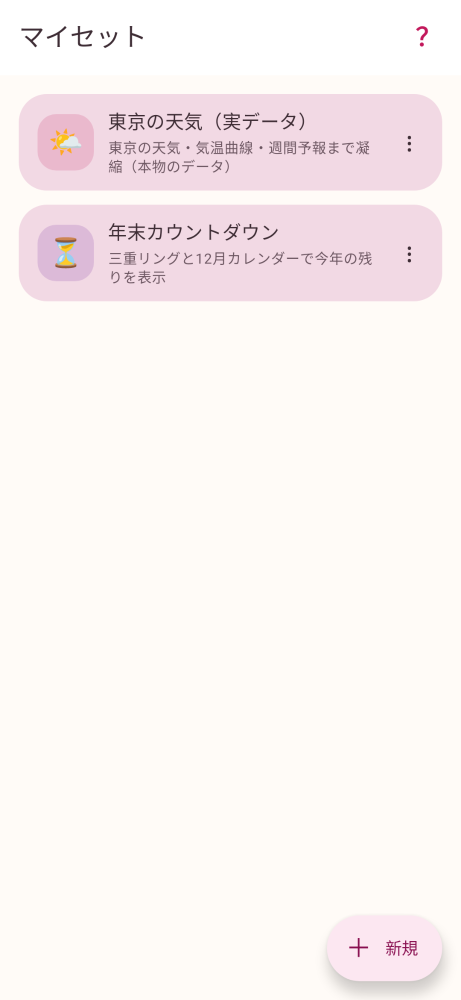 マイセット
?
東京の天気（実データ）
東京の天気・気温曲線・週間予報まで凝
縮（本物のデータ）
年末カウントダウン
三重リングと12月カレンダーで今年の残
りを表示
新規